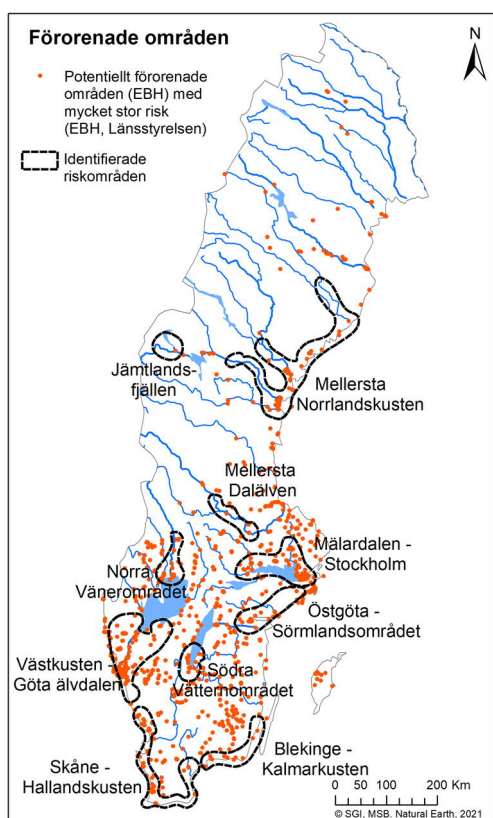 Förorenade områden
N
Potentiellt förorenade
områden (EBH) med
mycket stor risk
(EBH, Länsstyrelsen)
Identifierade
riskområden
Jämtlands-
fjällen
Mellersta
Norrlandskusten
Mellersta
Dalälven
Mälardalen -
Stockholm
Norra
Vänerområdet
Östgöta -
Sörmlandsområdet
Västkusten -
Göta älvdalen
Södra
Vätternområdet
Blekinge -
Kalmarkusten
Skåne -
Hallandskusten
0 50 100 200 Km
© SGI, MSB. Natural Earth, 2021